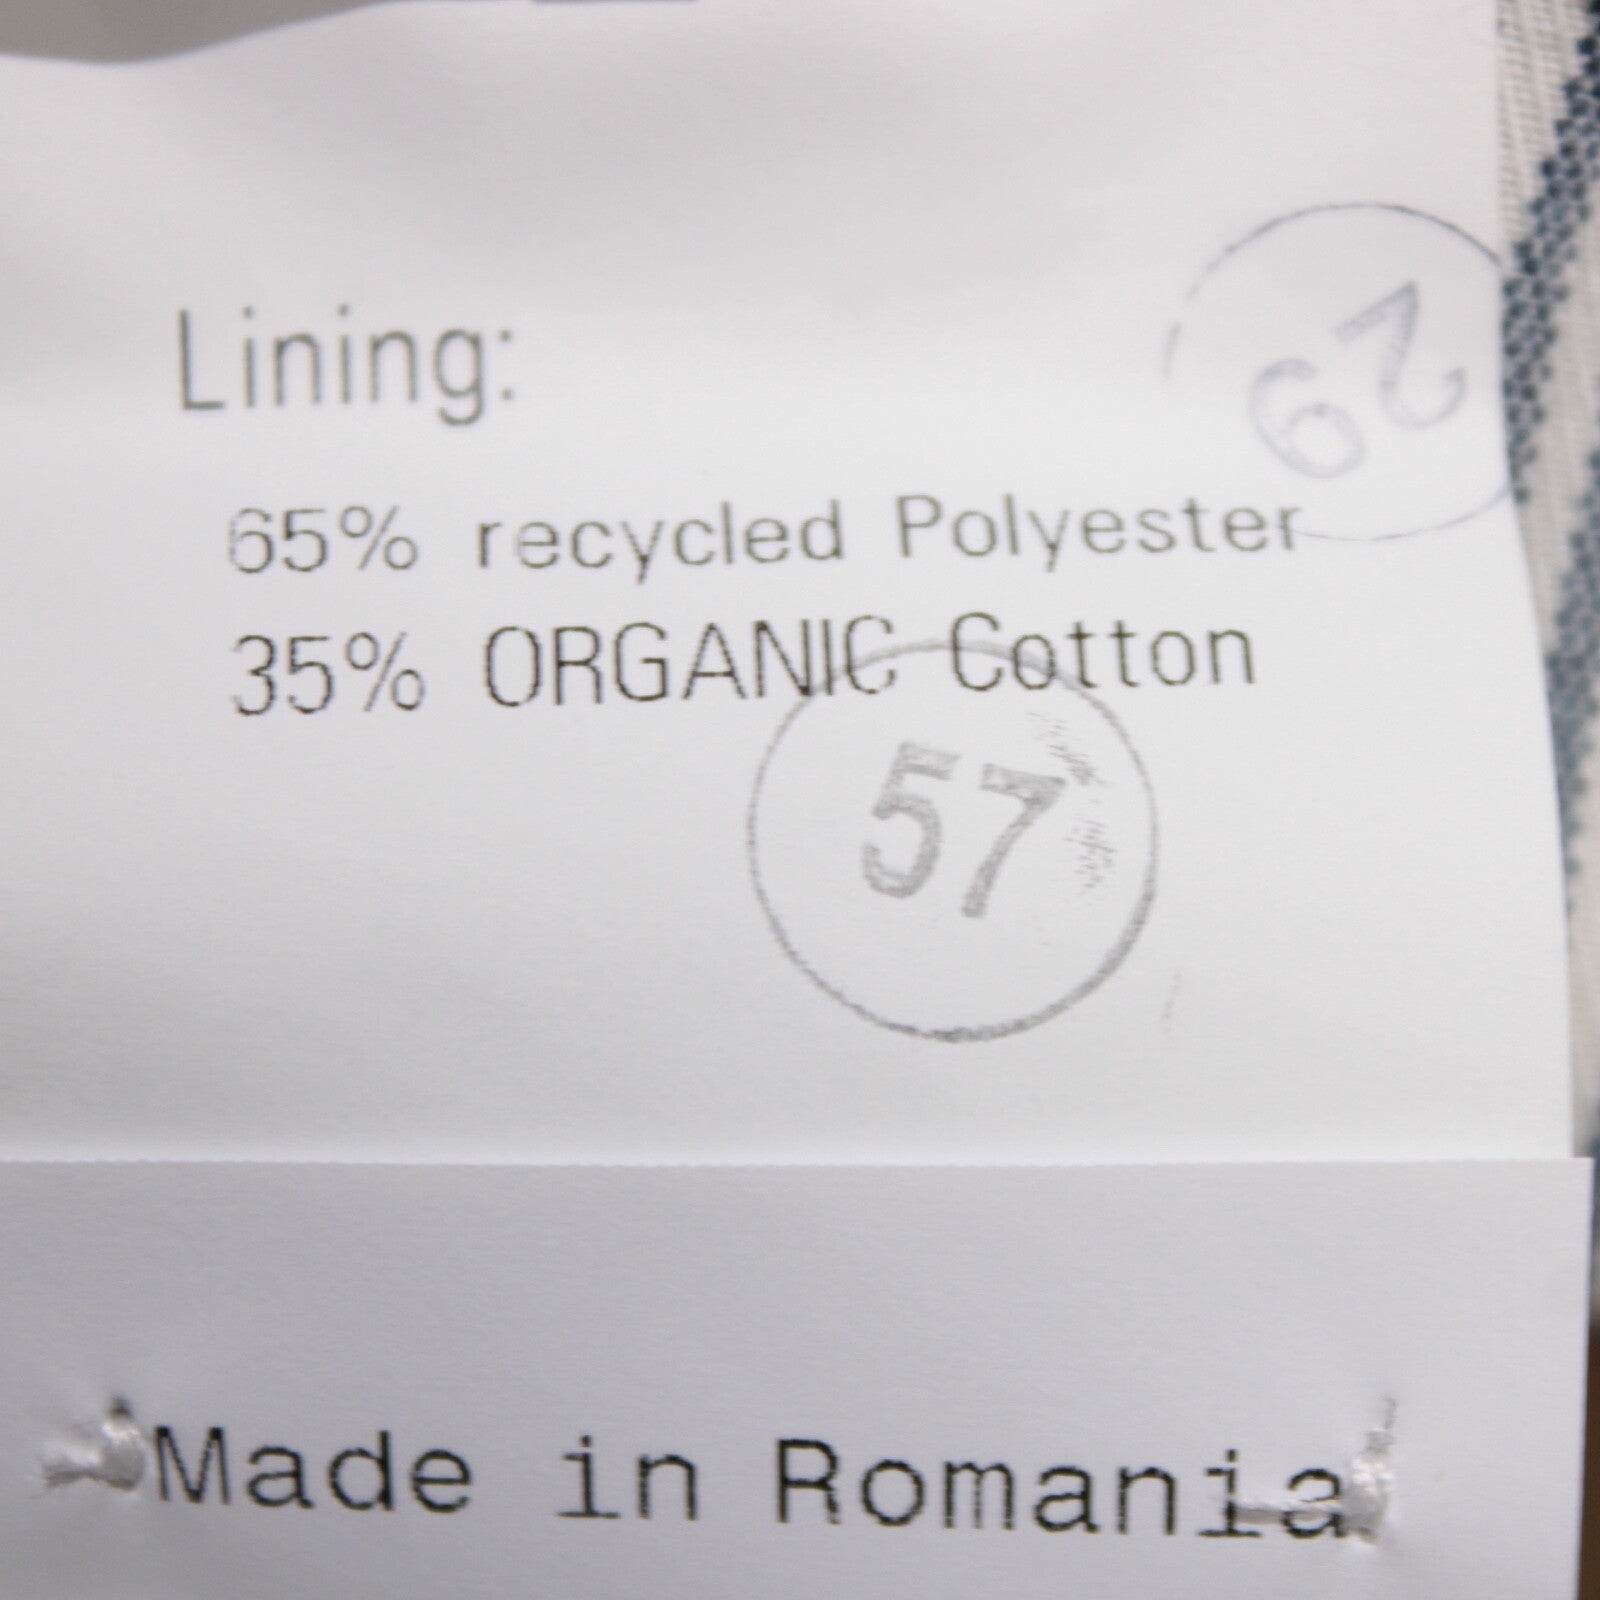 Lining:
65% recycled Polyester
35% ORGANIC Cotton
29
57
Made in Romania